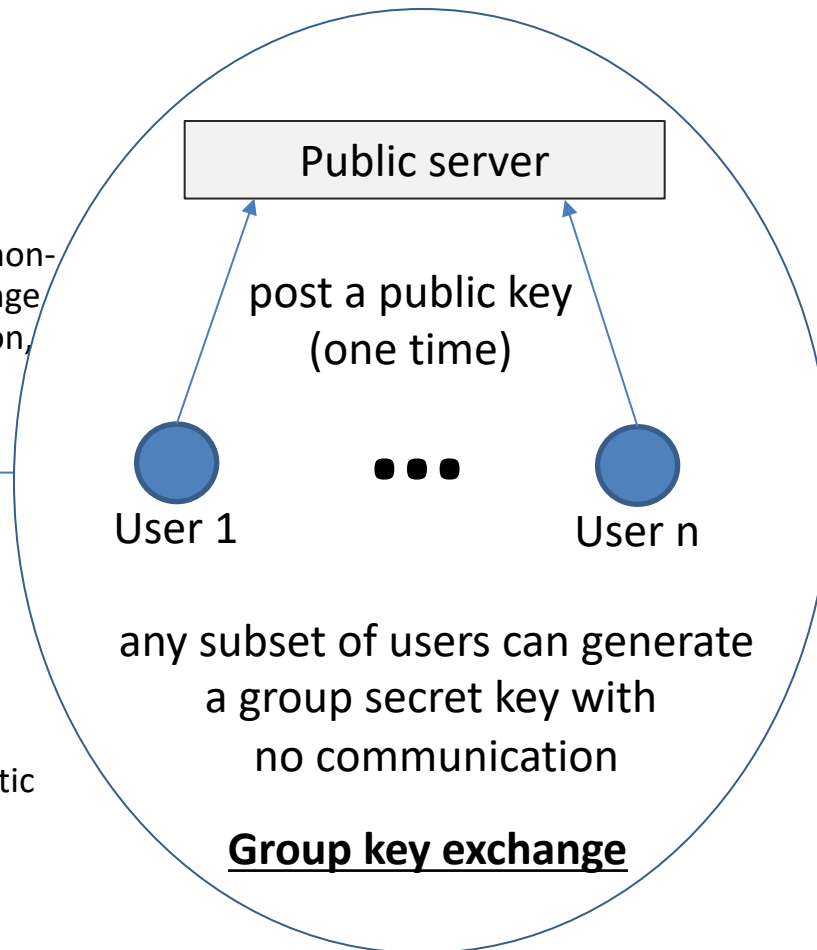 Public server
non-
post a public key
(one time)
User 1
...
User n
any subset of users can generate
a group secret key with
no communication
Group key exchange